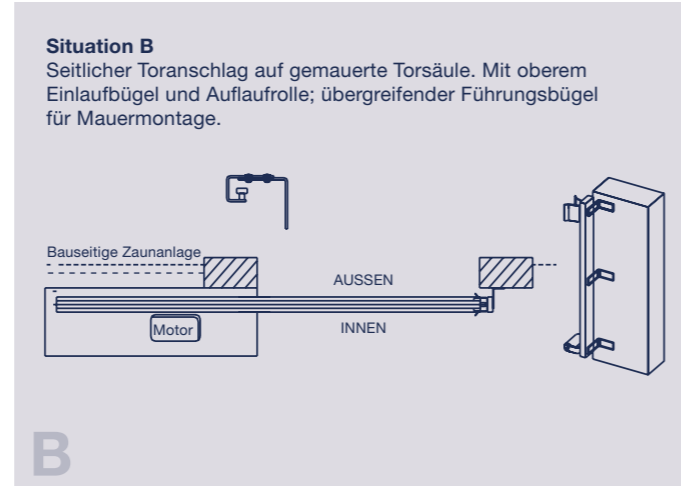 Situation B
Seitlicher Toranschlag auf gemauerte Torsäule. Mit oberem
Einlaufbügel und Auflaufrolle; übergreifender Führungsbügel
für Mauermontage.
Bauseitige Zaunanlage
AUSSEN
Motor
INNEN
B